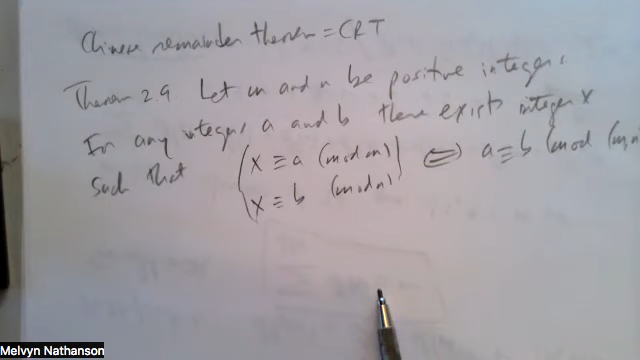 Chinese remainder theorem = CRT
Theorem 2.9 Let m and n be positive integers.
For any integers a and b there exists integer x
such that (x ≡ a (mod m) ⇔ a ≡ b (mod (m,n
x ≡ b (mod n)
Melvyn Nathanson